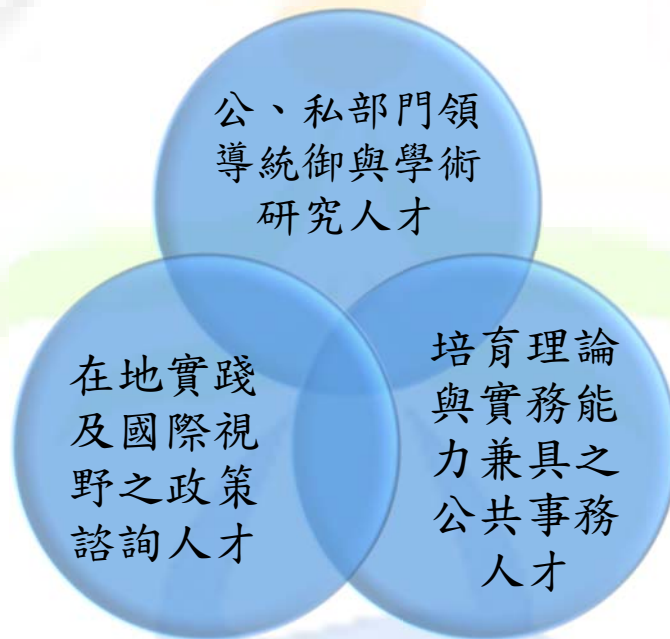 公、私部門領
導統御與學術
研究人才
在地實踐
及國際視
野之政策
諮詢人才
培育理論
與實務能
力兼具之
公共事務
人才